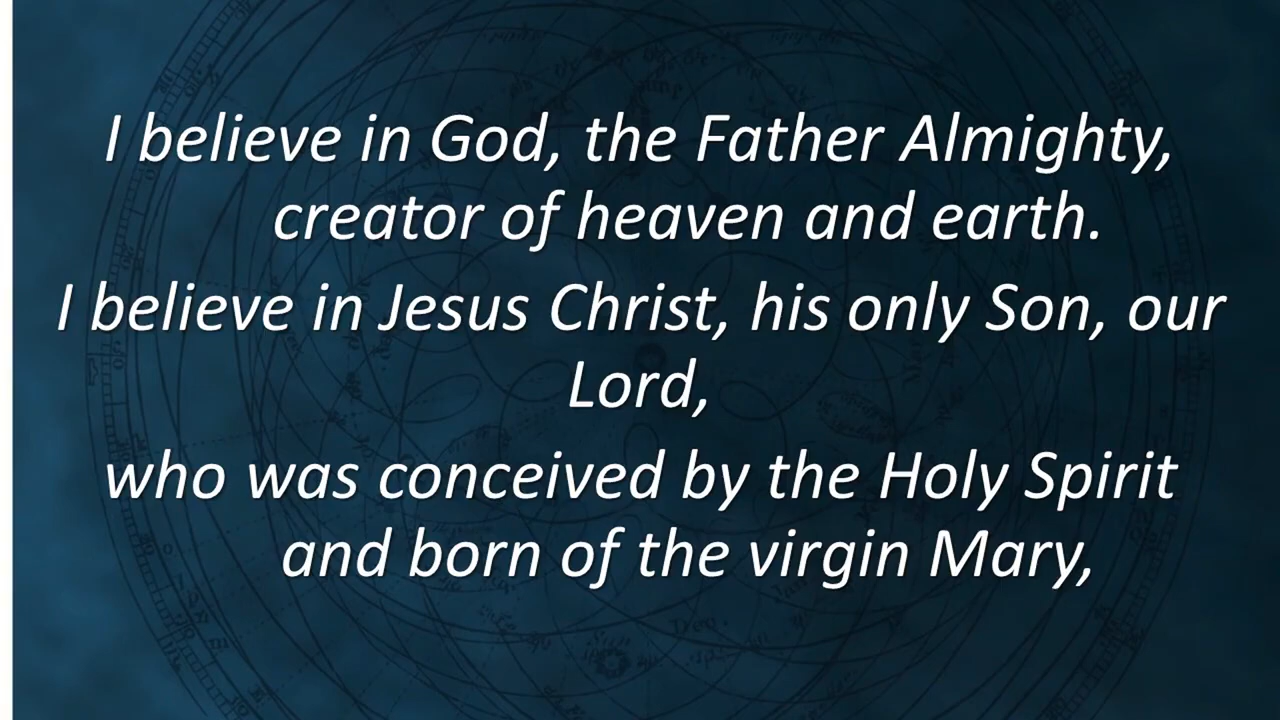 I believe in God, the Father Almighty,
creator of heaven and earth.
I believe in Jesus Christ, his only Son, our
Lord,
who was conceived by the Holy Spirit
and born of the virgin Mary,